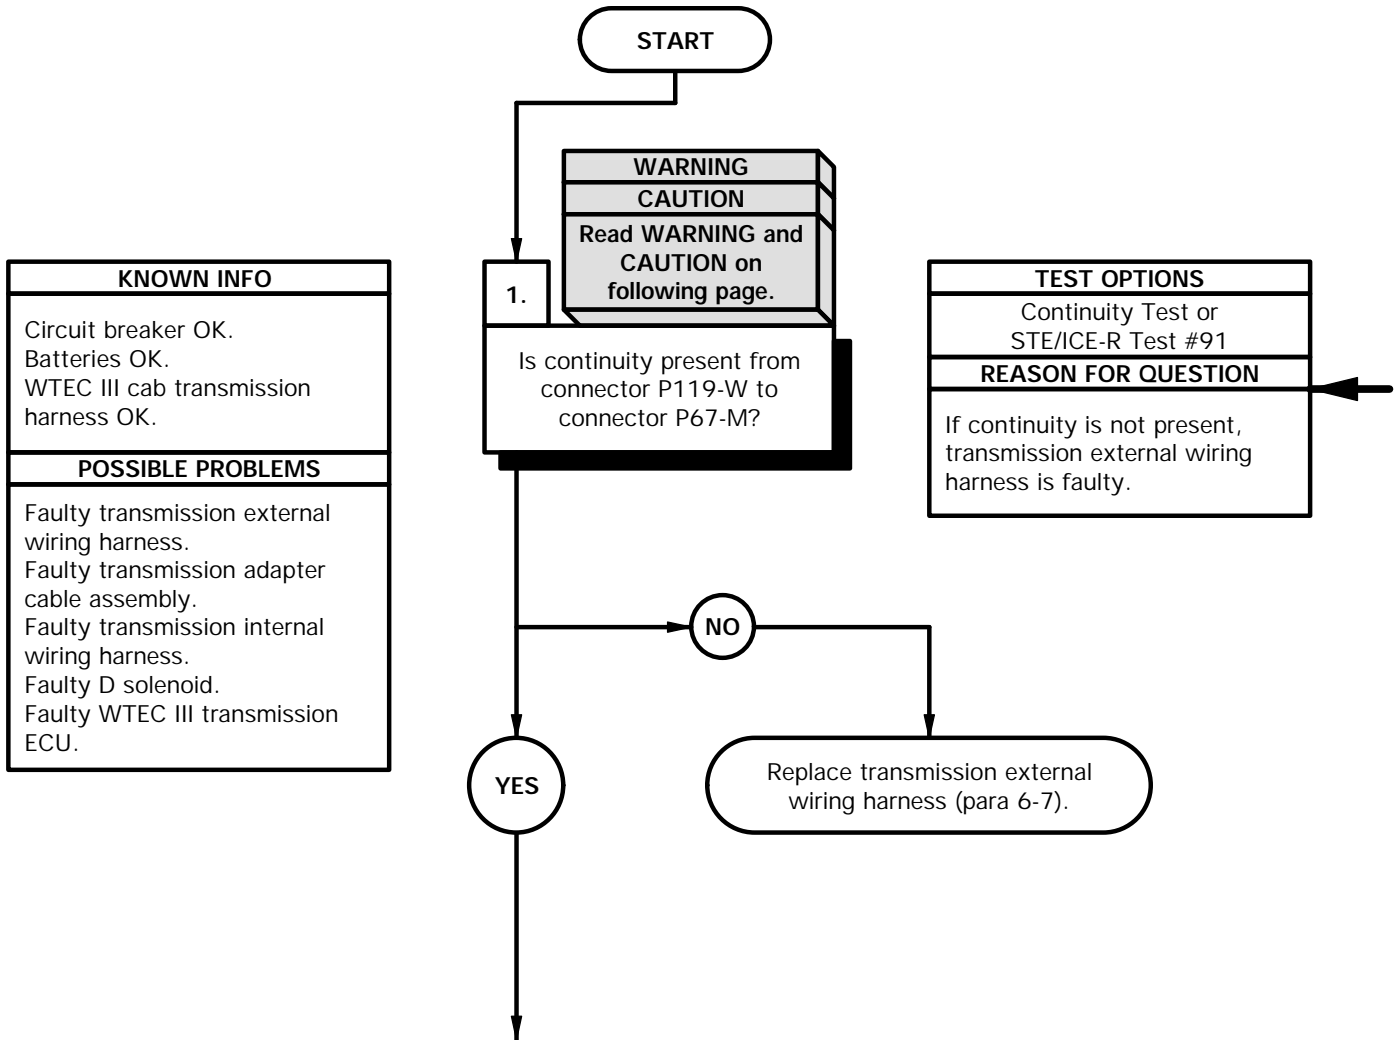 START
WARNING
CAUTION
Read WARNING and
CAUTION on
following page.
KNOWN INFO
Circuit breaker OK.
Batteries OK.
WTEC III cab transmission
harness OK.
POSSIBLE PROBLEMS
Faulty transmission external
wiring harness.
Faulty transmission adapter
cable assembly.
Faulty transmission internal
wiring harness.
Faulty D solenoid.
Faulty WTEC III transmission
ECU.
1.
Is continuity present from
connector P119-W to
connector P67-M?
TEST OPTIONS
Continuity Test or
STE/ICE-R Test #91
REASON FOR QUESTION
If continuity is not present,
transmission external wiring
harness is faulty.
NO
YES
Replace transmission external
wiring harness (para 6-7).